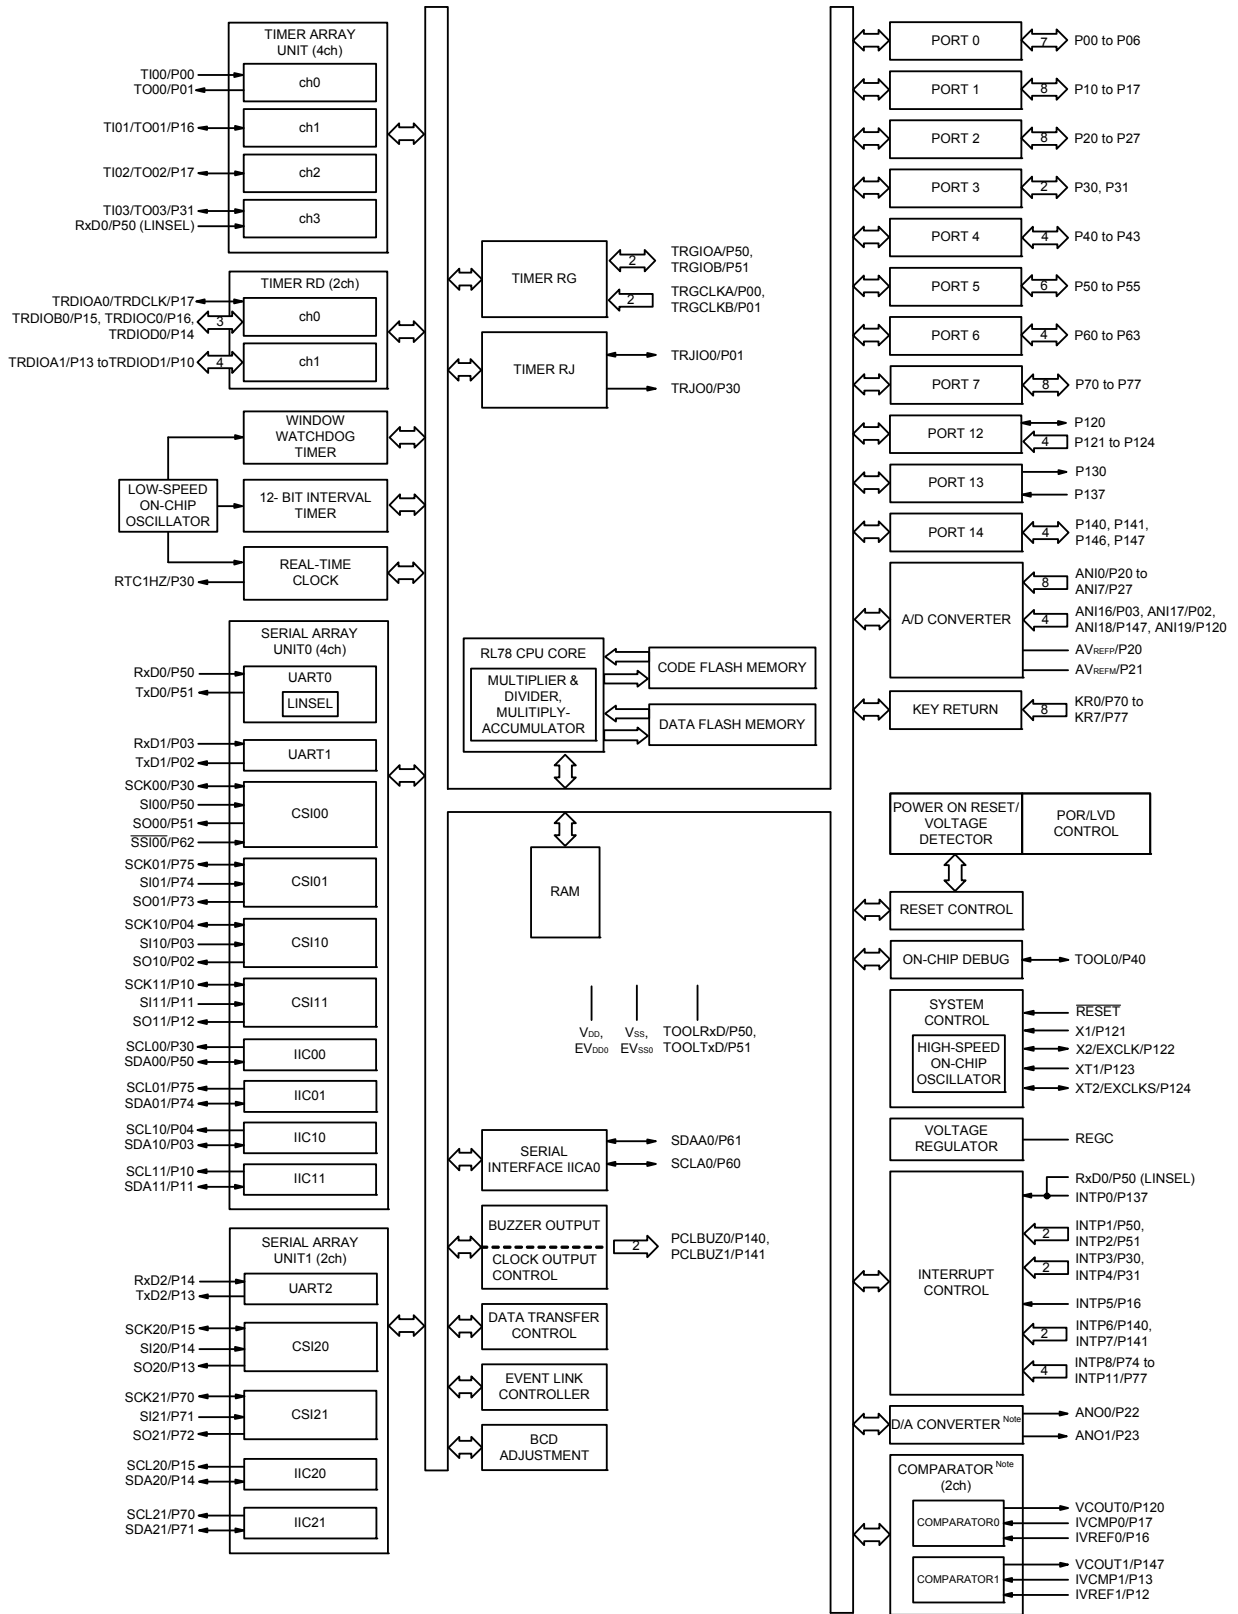 TIMER ARRAY
UNIT (4ch)
TI00/P00
TO00/P01
ch0
TI01/TO01/P16
ch1
TI02/TO02/P17
ch2
TI03/TO03/P31
RxD0/P50 (LINSEL)
ch3
TIMER RD (2ch)
TRDIOA0/TRDCLK/P17
TRDIOB0/P15, TRDIOC0/P16,
TRDIOD0/P14
3
ch0
TRDIOA1/P13 toTRDIOD1/P10
4
ch1
WINDOW
WATCHDOG
TIMER
LOW-SPEED
ON-CHIP
OSCILLATOR
12- BIT INTERVAL
TIMER
REAL-TIME
CLOCK
RTC1HZ/P30
SERIAL ARRAY
UNIT0 (4ch)
RxD0/P50
TxD0/P51
UART0
LINSEL
RxD1/P03
TxD1/P02
UART1
SCK00/P30
SI00/P50
SO00/P51
SSI00/P62
CSI00
SCK01/P75
SI01/P74
SO01/P73
CSI01
SCK10/P04
SI10/P03
SO10/P02
CSI10
SCK11/P10
SI11/P11
SO11/P12
CSI11
SCL00/P30
SDA00/P50
IIC00
SCL01/P75
SDA01/P74
IIC01
SCL10/P04
SDA10/P03
IIC10
SCL11/P10
SDA11/P11
IIC11
SERIAL ARRAY
UNIT1 (2ch)
RxD2/P14
TxD2/P13
UART2
SCK20/P15
SI20/P14
SO20/P13
CSI20
SCK21/P70
SI21/P71
SO21/P72
CSI21
SCL20/P15
SDA20/P14
IIC20
SCL21/P70
SDA21/P71
IIC21
TIMER RG
2
TRGIOA/P50,
TRGIOB/P51
2
TRGCLKA/P00,
TRGCLKB/P01
TIMER RJ
TRJIO0/P01
TRJO0/P30
RL78 CPU CORE
MULTIPLIER &
DIVIDER,
MULITIPLY-
ACCUMULATOR
CODE FLASH MEMORY
DATA FLASH MEMORY
RAM
VDD,
EVDD0
VSS,
EVSS0
TOOLRxD/P50,
TOOLTxD/P51
SERIAL
INTERFACE IICA0
SDAA0/P61
SCLA0/P60
BUZZER OUTPUT
CLOCK OUTPUT
CONTROL
2
PCLBUZ0/P140,
PCLBUZ1/P141
DATA TRANSFER
CONTROL
EVENT LINK
CONTROLLER
BCD
ADJUSTMENT
PORT 0
7
P00 to P06
PORT 1
8
P10 to P17
PORT 2
8
P20 to P27
PORT 3
2
P30, P31
PORT 4
4
P40 to P43
PORT 5
6
P50 to P55
PORT 6
4
P60 to P63
PORT 7
8
P70 to P77
PORT 12
P120
4
P121 to P124
PORT 13
P130
P137
PORT 14
4
P140, P141,
P146, P147
A/D CONVERTER
8
ANI0/P20 to
ANI7/P27
4
ANI16/P03, ANI17/P02,
ANI18/P147, ANI19/P120
AVREFP/P20
AVREFM/P21
KEY RETURN
8
KR0/P70 to
KR7/P77
POWER ON RESET/
VOLTAGE
DETECTOR
POR/LVD
CONTROL
RESET CONTROL
ON-CHIP DEBUG
TOOL0/P40
SYSTEM
CONTROL
HIGH-SPEED
ON-CHIP
OSCILLATOR
RESET
X1/P121
X2/EXCLK/P122
XT1/P123
XT2/EXCLKS/P124
VOLTAGE
REGULATOR
REGC
INTERRUPT
CONTROL
RxD0/P50 (LINSEL)
INTP0/P137
2
INTP1/P50,
INTP2/P51
2
INTP3/P30,
INTP4/P31
INTP5/P16
2
INTP6/P140,
INTP7/P141
4
INTP8/P74 to
INTP11/P77
D/A CONVERTER Note
ANO0/P22
ANO1/P23
COMPARATOR Note
(2ch)
COMPARATOR0
VCOUT0/P120
IVCMP0/P17
IVREF0/P16
COMPARATOR1
VCOUT1/P147
IVCMP1/P13
IVREF1/P12